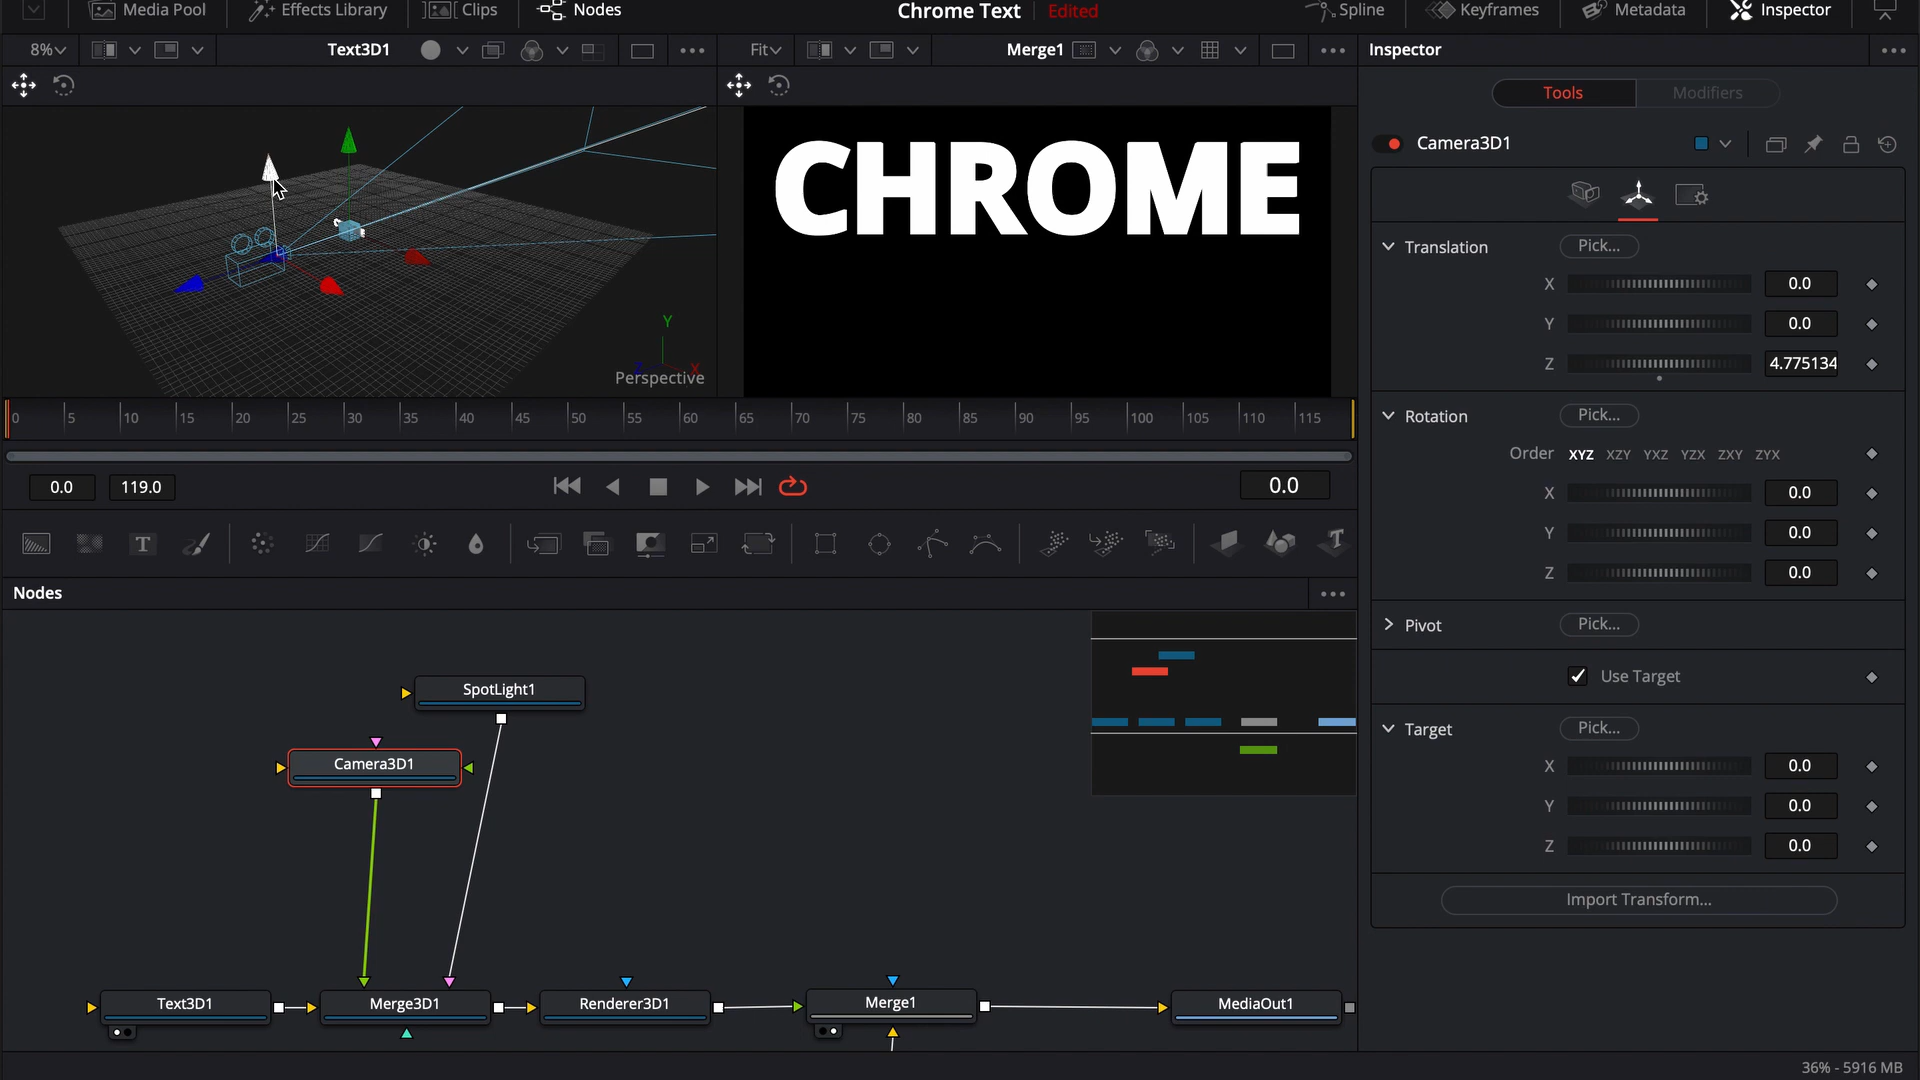 Media Pool Effects Library Clips Nodes Chrome Text Edited Spline Keyframes Metadata Inspector
8% Text3D1 Fit Merge1 Inspector
Tools Modifiers
Camera3D1
CHROME
Translation Pick...
X 0.0
Y 0.0
Z 4.775134
Y
Z X
Perspective
Rotation Pick...
0 5 10 15 20 25 30 35 40 45 50 55 60 65 70 75 80 85 90 95 100 105 110 115
Order XYZ XZY YXZ YZX ZXY ZYX
0.0 119.0 0.0
X 0.0
Y 0.0
Z 0.0
T T
Nodes
Pivot Pick...
Use Target
SpotLight1
Target Pick...
Camera3D1
X 0.0
Y 0.0
Z 0.0
Import Transform...
Text3D1 Merge3D1 Renderer3D1 Merge1 MediaOut1
36% - 5916 MB